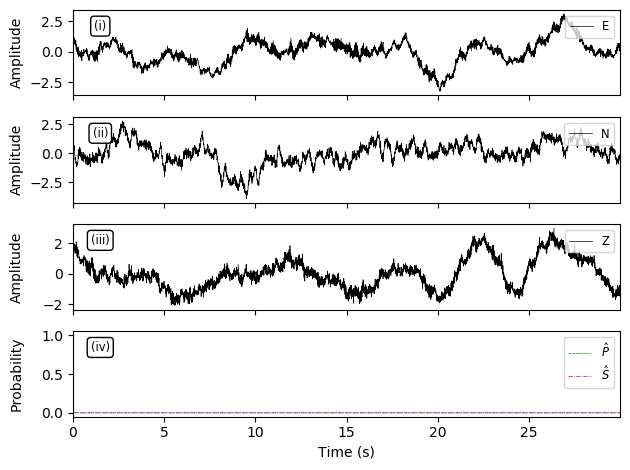 Amplitude
2.5
0.0
−2.5
(i)
E
Amplitude
2.5
0.0
−2.5
(ii)
N
Amplitude
2
0
−2
(iii)
Z
Probability
1.0
0.5
0.0
(iv)
P̂
Ŝ
0 5 10 15 20 25
Time (s)